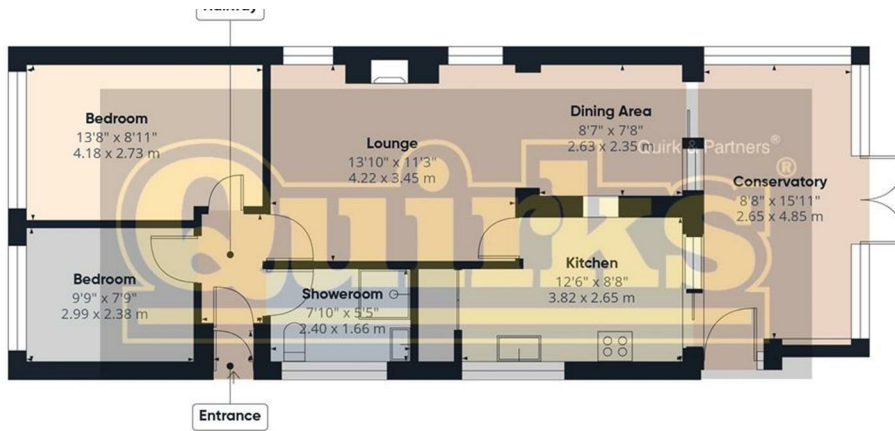 Hallway
Bedroom
13'8" x 8'11"
4.18 x 2.73 m
Lounge
13'10" x 11'3"
4.22 x 3.45 m
Dining Area
8'7" x 7'8"
2.63 x 2.35 m
Quirk & Partners®
Conservatory
8'8" x 15'11"
2.65 x 4.85 m
Quirks®
Bedroom
9'9" x 7'9"
2.99 x 2.38 m
Showeroom
7'10" x 5'5"
2.40 x 1.66 m
Kitchen
12'6" x 8'8"
3.82 x 2.65 m
Entrance